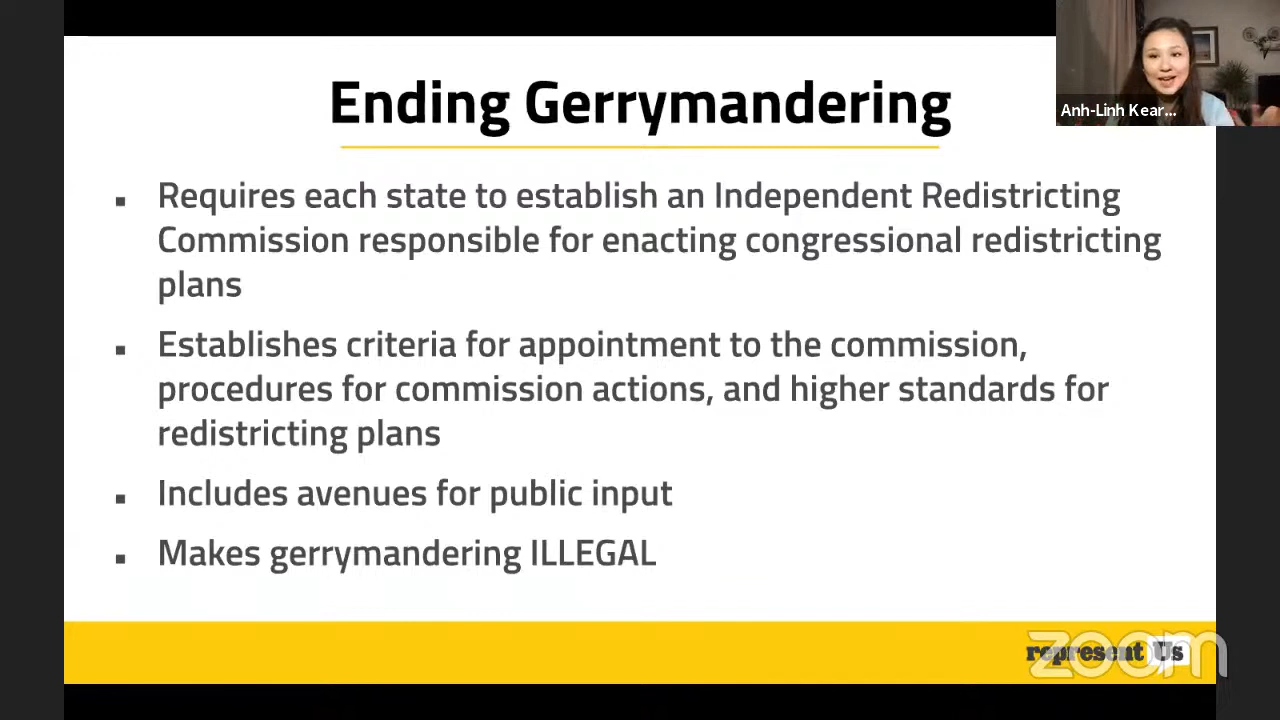 Ending Gerrymandering
Anh-Linh Kear...
▪ Requires each state to establish an Independent Redistricting
Commission responsible for enacting congressional redistricting
plans
▪ Establishes criteria for appointment to the commission,
procedures for commission actions, and higher standards for
redistricting plans
▪ Includes avenues for public input
▪ Makes gerrymandering ILLEGAL
represent Us
zoom